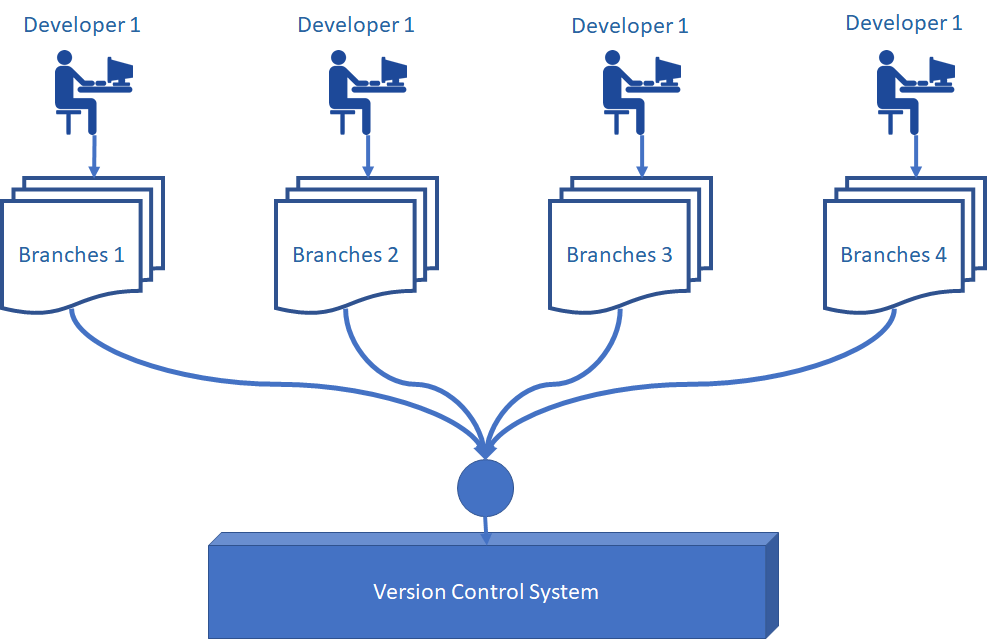 Developer 1
Developer 1
Developer 1
Developer 1
Branches 1
Branches 2
Branches 3
Branches 4
Version Control System